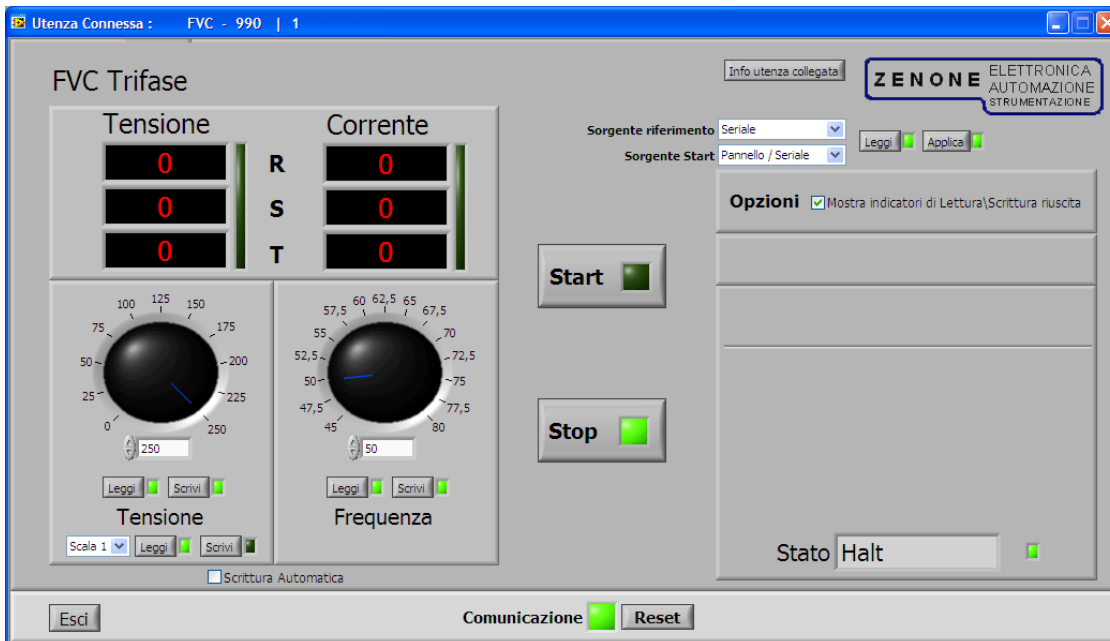 Utenza Connessa : FVC - 990 | 1
FVC Trifase
Info utenza collegata
ZENONE ELETTRONICA
AUTOMAZIONE
STRUMENTAZIONE
Tensione Corrente
0 R 0
0 S 0
0 T 0
Sorgente riferimento Seriale
Sorgente Start Pannello / Seriale
Leggi Applica
Opzioni Mostra indicatori di Lettura\Scrittura riuscita
Start
Stop
0 25 50 75 100 125 150 175 200 225 250
250
Leggi Scrivi
Tensione
Scala 1 Leggi Scrivi
45 47,5 50 52,5 55 57,5 60 62,5 65 67,5 70 72,5 75 77,5 80
50
Leggi Scrivi
Frequenza
Scrittura Automatica
Stato Halt
Esci
Comunicazione Reset